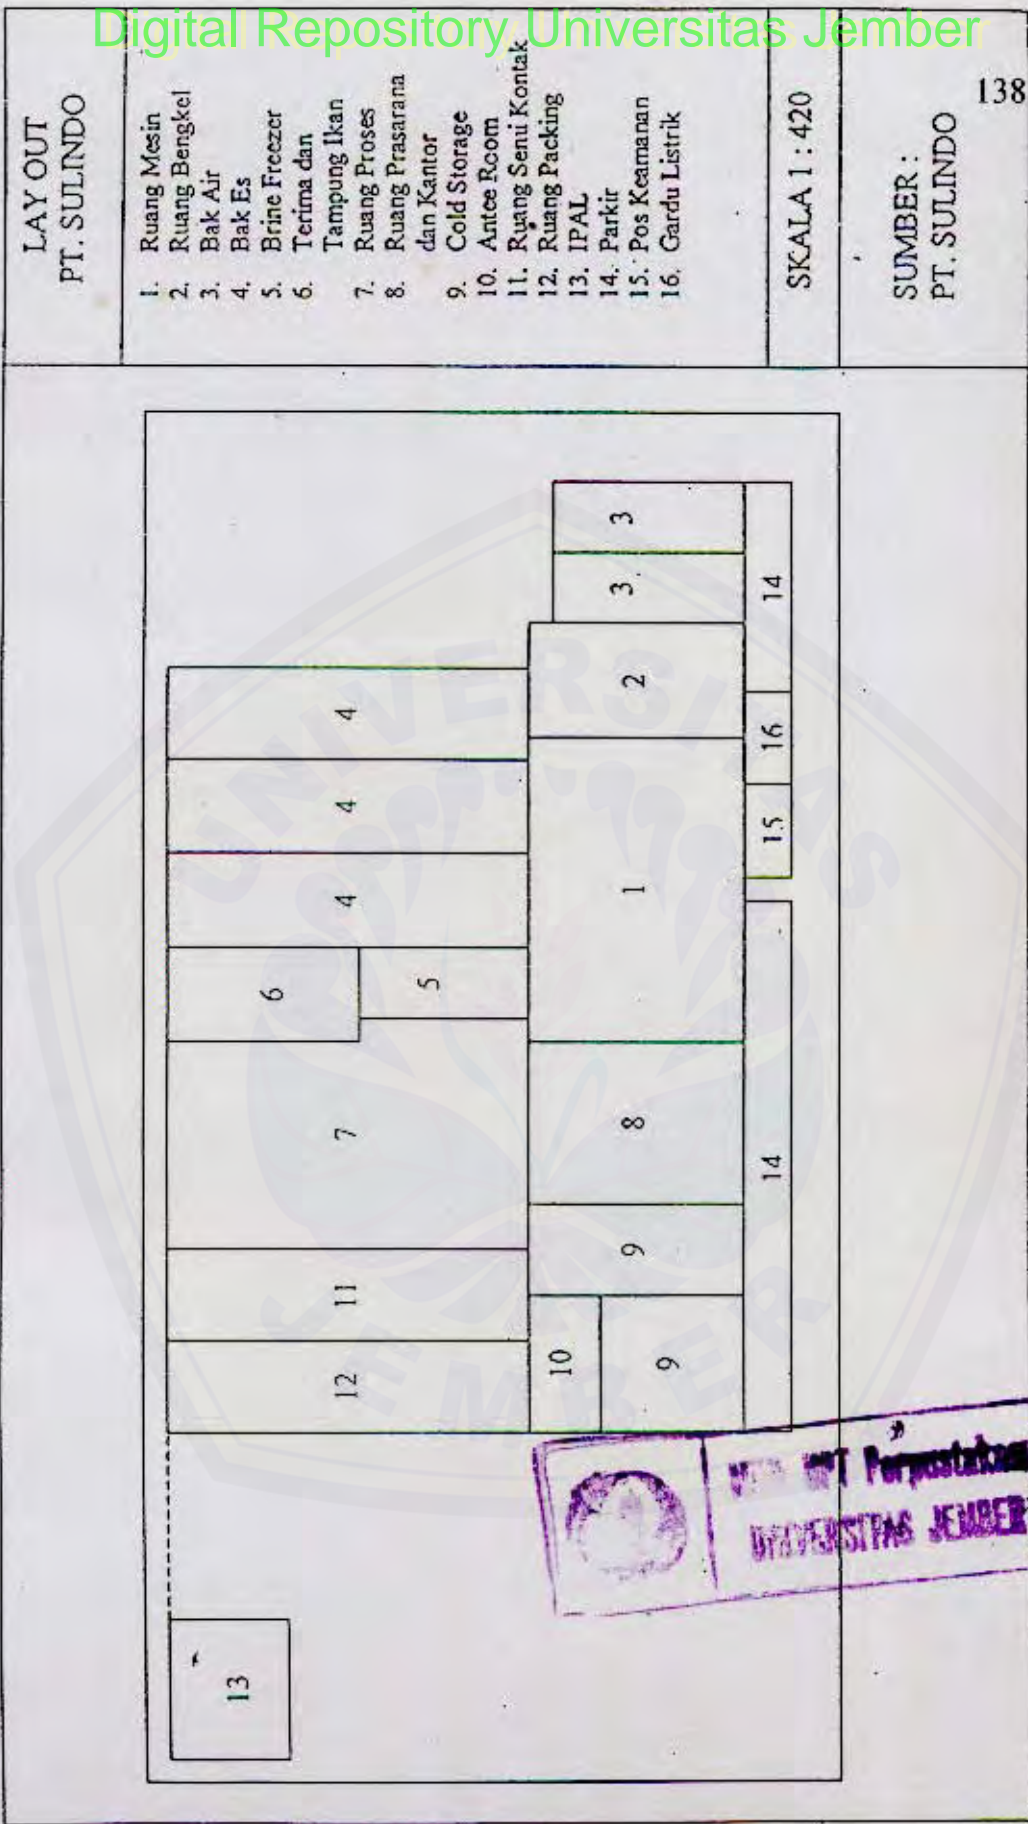 Digital Repository Universitas Jember
138
LAY OUT
PT. SULINDO
1. Ruang Mesin
2. Ruang Bengkel
3. Bak Air
4. Bak Es
5. Brine Freezer
6. Terima dan
Tampung Ikan
7. Ruang Proses
8. Ruang Prasarana
dan Kantor
9. Cold Storage
10. Antee Room
11. Ruang Semi Kontak
12. Ruang Packing
13. IPAL
14. Parkir
15. Pos Keamanan
16. Gardu Listrik
SKALA 1 : 420
SUMBER :
PT. SULINDO
13
12
11
7
6
5
4
4
4
10
9
9
8
1
2
3
3
14
15
16
14
UNIVERSITAS
JEMBER
UPT Perpustakaan
UNIVERSITAS JEMBER